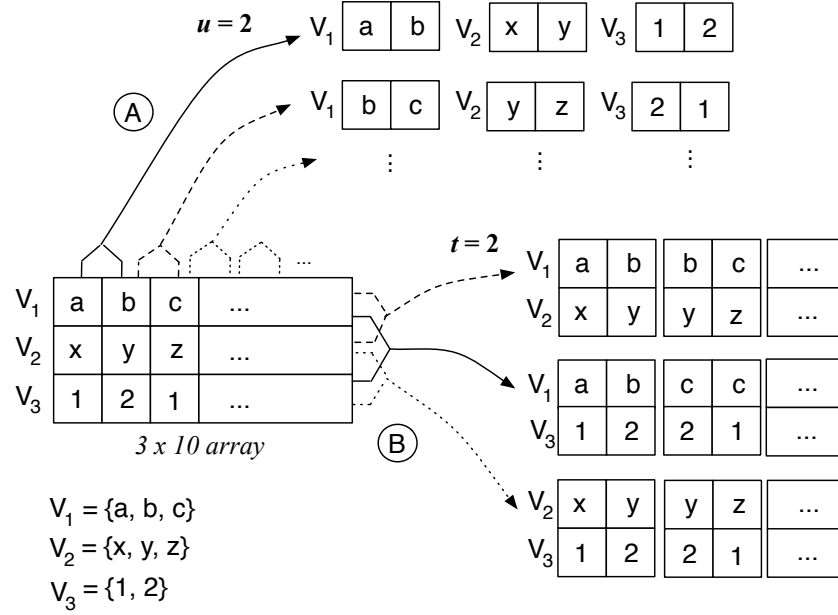 u = 2
V1 a b V2 x y V3 1 2
A
V1 b c V2 y z V3 2 1
⋮ ⋮ ⋮
...
t = 2
V1 a b b c ...
V2 x y y z ...
V1 a b c ...
V2 x y z ...
V3 1 2 1 ...
3 x 10 array
B
V1 a b c c ...
V3 1 2 2 1 ...
V2 x y y z ...
V3 1 2 2 1 ...
V1 = {a, b, c}
V2 = {x, y, z}
V3 = {1, 2}